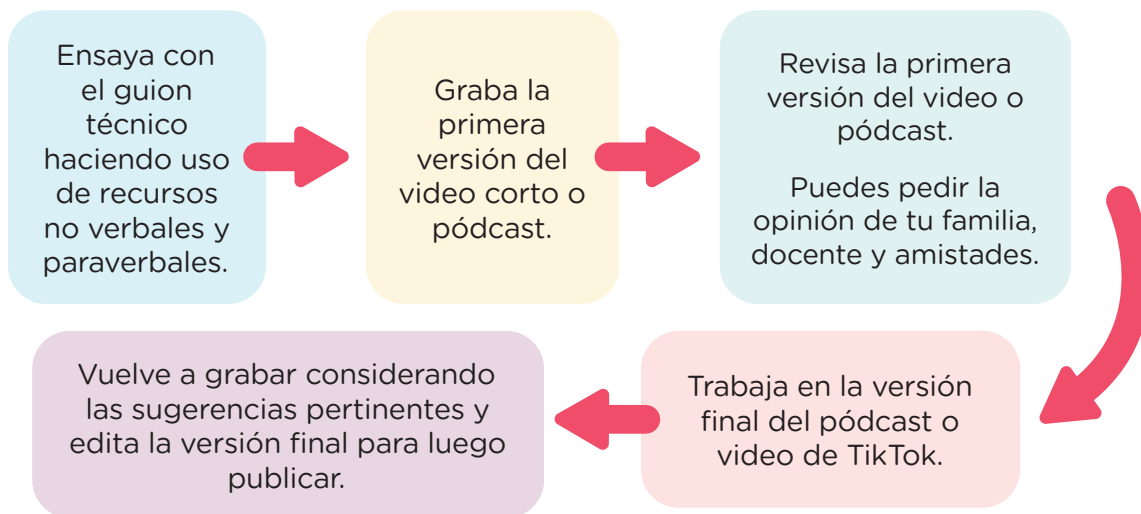 Ensaya con
el guion
técnico
haciendo uso
de recursos
no verbales y
paraverbales.
Graba la
primera
versión del
video corto o
pódcast.
Revisa la primera
versión del video o
pódcast.
Puedes pedir la
opinión de tu familia,
docente y amistades.
Trabaja en la versión
final del pódcast o
video de TikTok.
Vuelve a grabar considerando
las sugerencias pertinentes y
edita la versión final para luego
publicar.